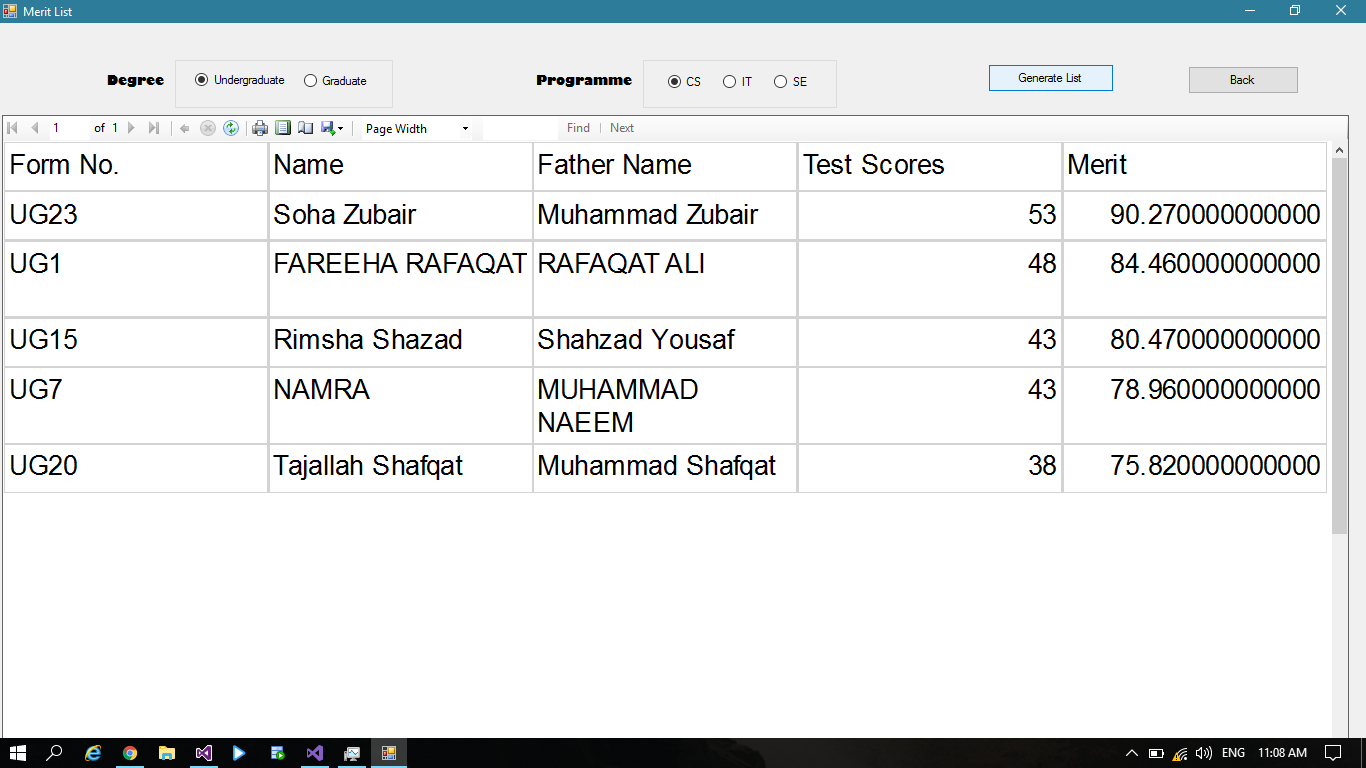 Merit List
Degree Undergraduate Graduate Programme CS IT SE Generate List Back
1 of 1 Page Width Find Next
Form No. Name Father Name Test Scores Merit
UG23 Soha Zubair Muhammad Zubair 53 90.270000000000
UG1 FAREEHA RAFAQAT RAFAQAT ALI 48 84.460000000000
UG15 Rimsha Shazad Shahzad Yousaf 43 80.470000000000
UG7 NAMRA MUHAMMAD 43 78.960000000000
NAEEM
UG20 Tajallah Shafqat Muhammad Shafqat 38 75.820000000000
ENG 11:08 AM